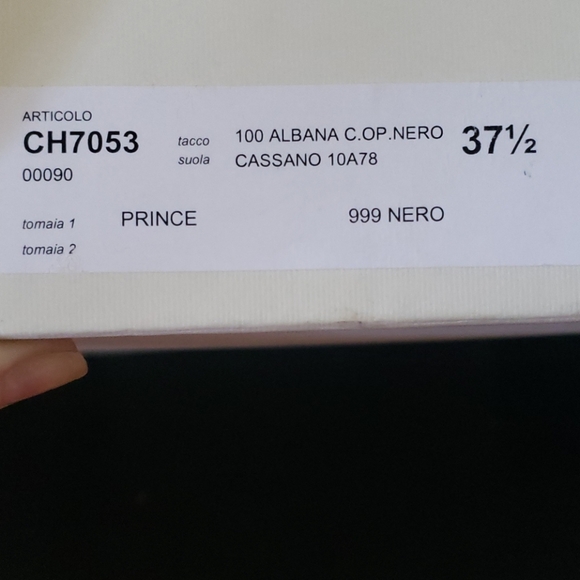 ARTICOLO
CH7053
00090
tacco 100 ALBANA C.OP.NERO 37½
suola CASSANO 10A78
tomaia 1 PRINCE 999 NERO
tomaia 2